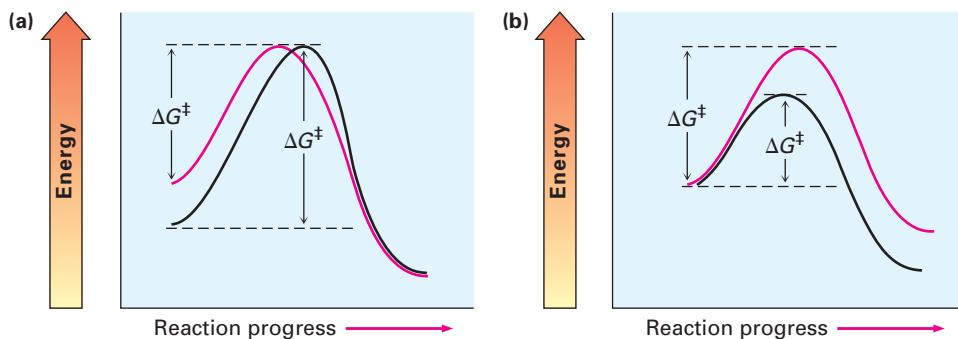 (a)
Energy
ΔG‡
ΔG‡
Reaction progress
(b)
Energy
ΔG‡
ΔG‡
Reaction progress